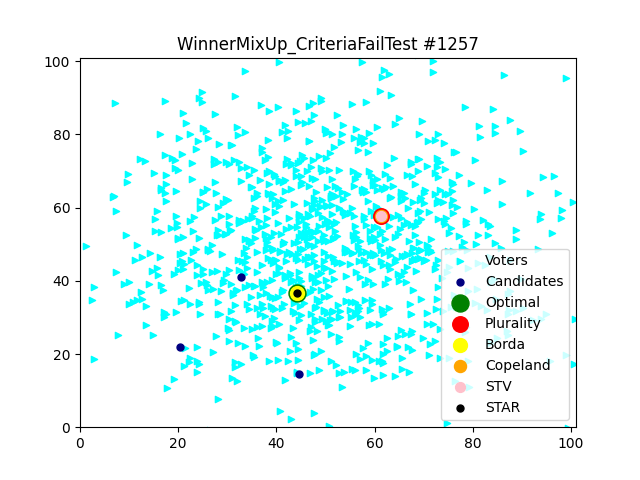 WinnerMixUp_CriteriaFailTest #1257
100
80
60
40
20
0
0 20 40 60 80 100
Voters
Candidates
Optimal
Plurality
Borda
Copeland
STV
STAR